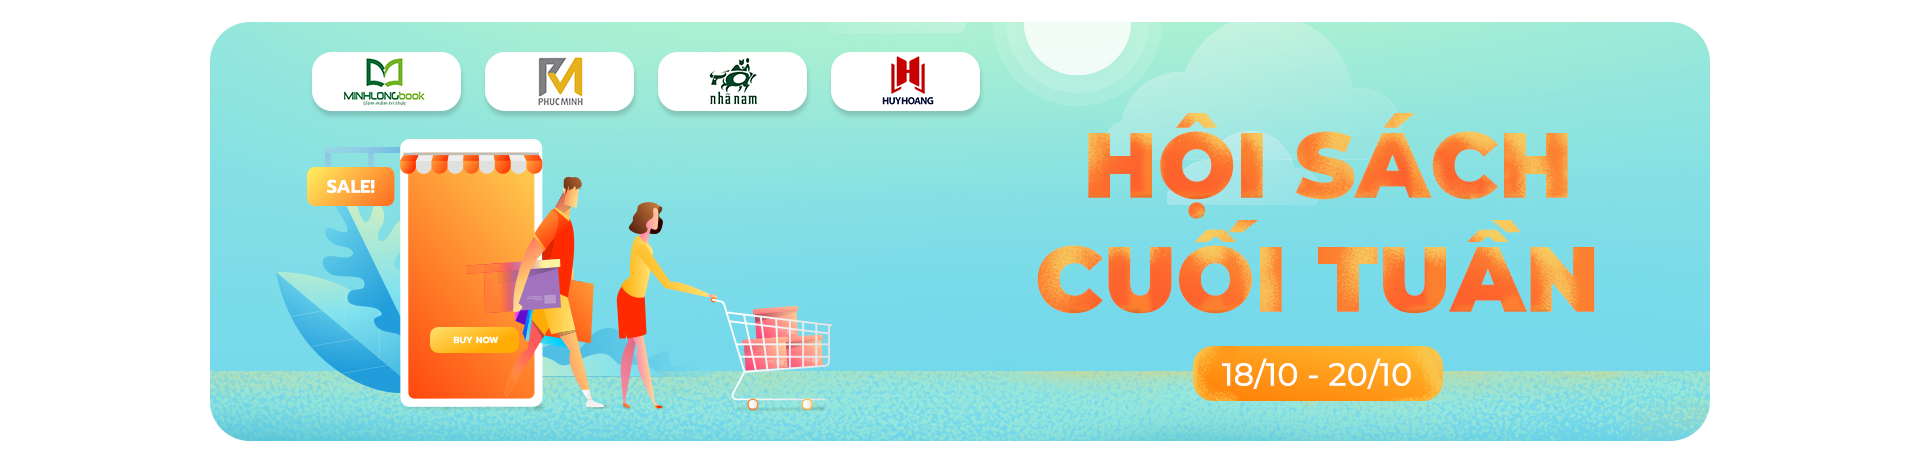 MINHLONGbook
Ươm mầm tri thức
PHUCMINH
nhã nam
HUYHOANG
SALE!
BUY NOW
HỘI SÁCH
CUỐI TUẦN
18/10 - 20/10